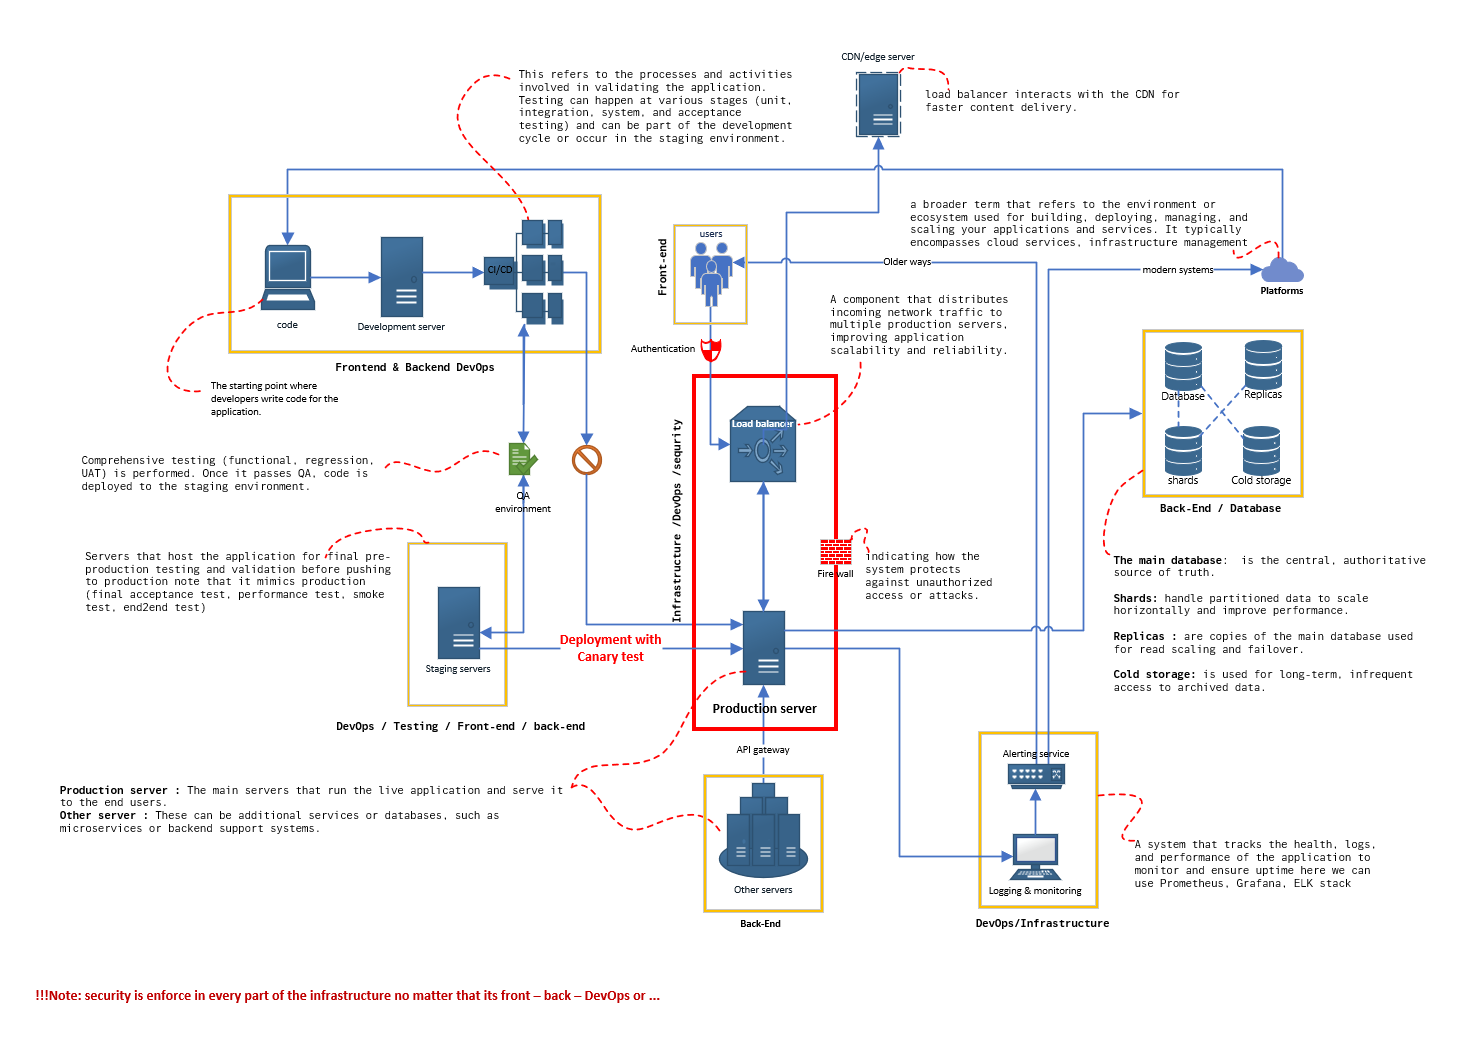 CDN/edge server
This refers to the processes and activities
involved in validating the application.
Testing can happen at various stages (unit,
integration, system, and acceptance
testing) and can be part of the development
cycle or occur in the staging environment.
load balancer interacts with the CDN for
faster content delivery.
a broader term that refers to the environment or
ecosystem used for building, deploying, managing, and
scaling your applications and services. It typically
encompasses cloud services, infrastructure management
users
Front-end
Older ways
modern systems
Platforms
CI/CD
code
Development server
Frontend & Backend DevOps
The starting point where
developers write code for the
application.
Authentication
A component that distributes
incoming network traffic to
multiple production servers,
improving application
scalability and reliability.
Database
Replicas
shards
Cold storage
Back-End / Database
Load balancer
Infrastructure /DevOps /sequrity
Comprehensive testing (functional, regression,
UAT) is performed. Once it passes QA, code is
deployed to the staging environment.
QA
environment
Servers that host the application for final pre-
production testing and validation before pushing
to production note that it mimics production
(final acceptance test, performance test, smoke
test, end2end test)
Firewall
indicating how the
system protects
against unauthorized
access or attacks.
The main database:  is the central, authoritative
source of truth.
Shards: handle partitioned data to scale
horizontally and improve performance.
Replicas : are copies of the main database used
for read scaling and failover.
Cold storage: is used for long-term, infrequent
access to archived data.
Staging servers
Deployment with
Canary test
DevOps / Testing / Front-end / back-end
Production server
API gateway
Production server : The main servers that run the live application and serve it
to the end users.
Other server : These can be additional services or databases, such as
microservices or backend support systems.
Other servers
Back-End
Alerting service
Logging & monitoring
DevOps/Infrastructure
A system that tracks the health, logs,
and performance of the application to
monitor and ensure uptime here we can
use Prometheus, Grafana, ELK stack
!!!Note: security is enforce in every part of the infrastructure no matter that its front – back – DevOps or ...